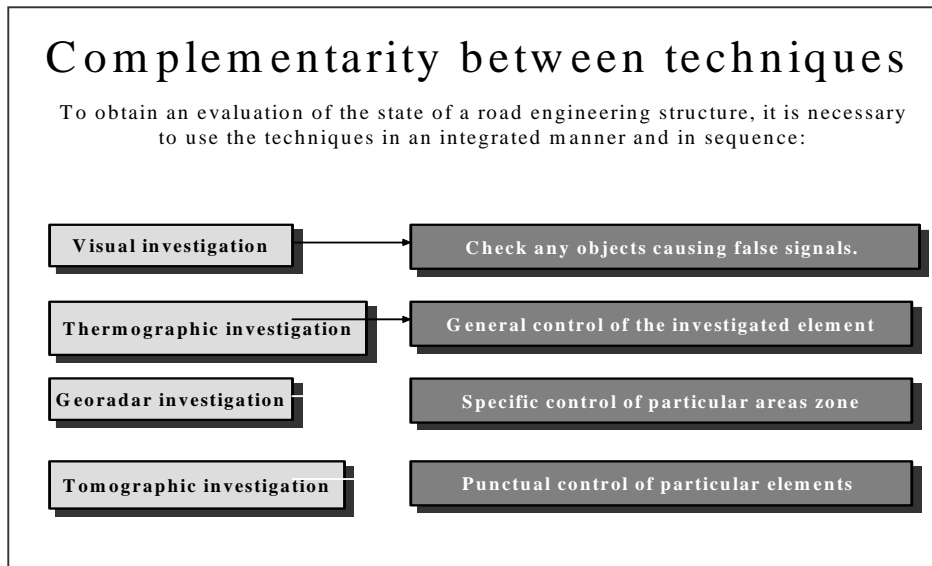 Complementarity between techniques
To obtain an evaluation of the state of a road engineering structure, it is necessary
to use the techniques in an integrated manner and in sequence:
Visual investigation
Check any objects causing false signals.
Thermographic investigation
General control of the investigated element
Georadar investigation
Specific control of particular areas zone
Tomographic investigation
Punctual control of particular elements